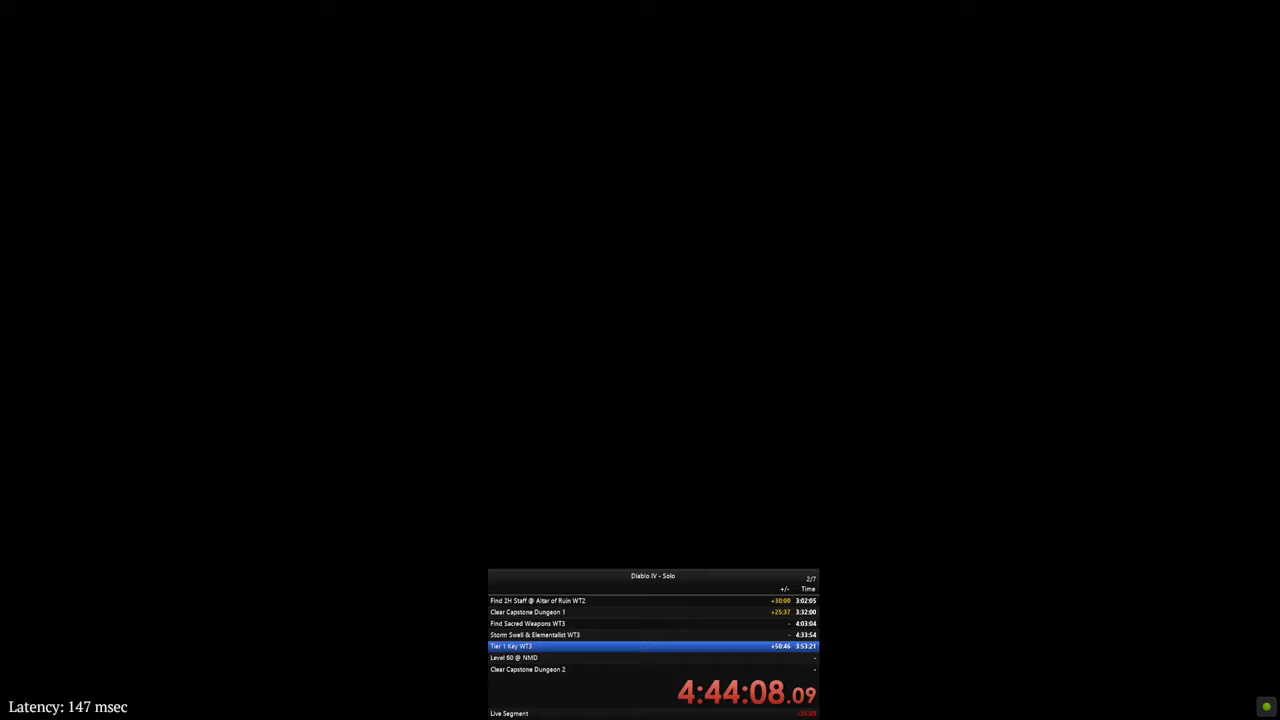 Diablo IV - Solo
2/7
+/- Time
Find 2H Staff @ Altar of Ruin WT2 +30:00 3:02:05
Clear Capstone Dungeon 1 +25:37 3:32:00
Find Sacred Weapons WT3 - 4:03:04
Storm Swell & Elementalist WT3 - 4:33:54
Tier 1 Key WT3 +50:46 3:53:21
Level 60 @ NMD -
Clear Capstone Dungeon 2 -
4:44:08.09
Latency: 147 msec
Live Segment